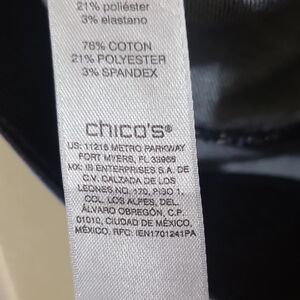 21% poliéster
3% elastano
76% COTON
21% POLYESTER
3% SPANDEX
chico's®
US: 11215 METRO PARKWAY
FORT MYERS, FL 33966
MX: IB ENTERPRISES S.A. DE
C.V. CALZADA DE LOS
LEONES NO. 170, PISO 1,
COL. LOS ALPES, DEL.
ÁLVARO OBREGÓN, C.P.
01010, CIUDAD DE MÉXICO,
MÉXICO. RFC: IEN1701241PA